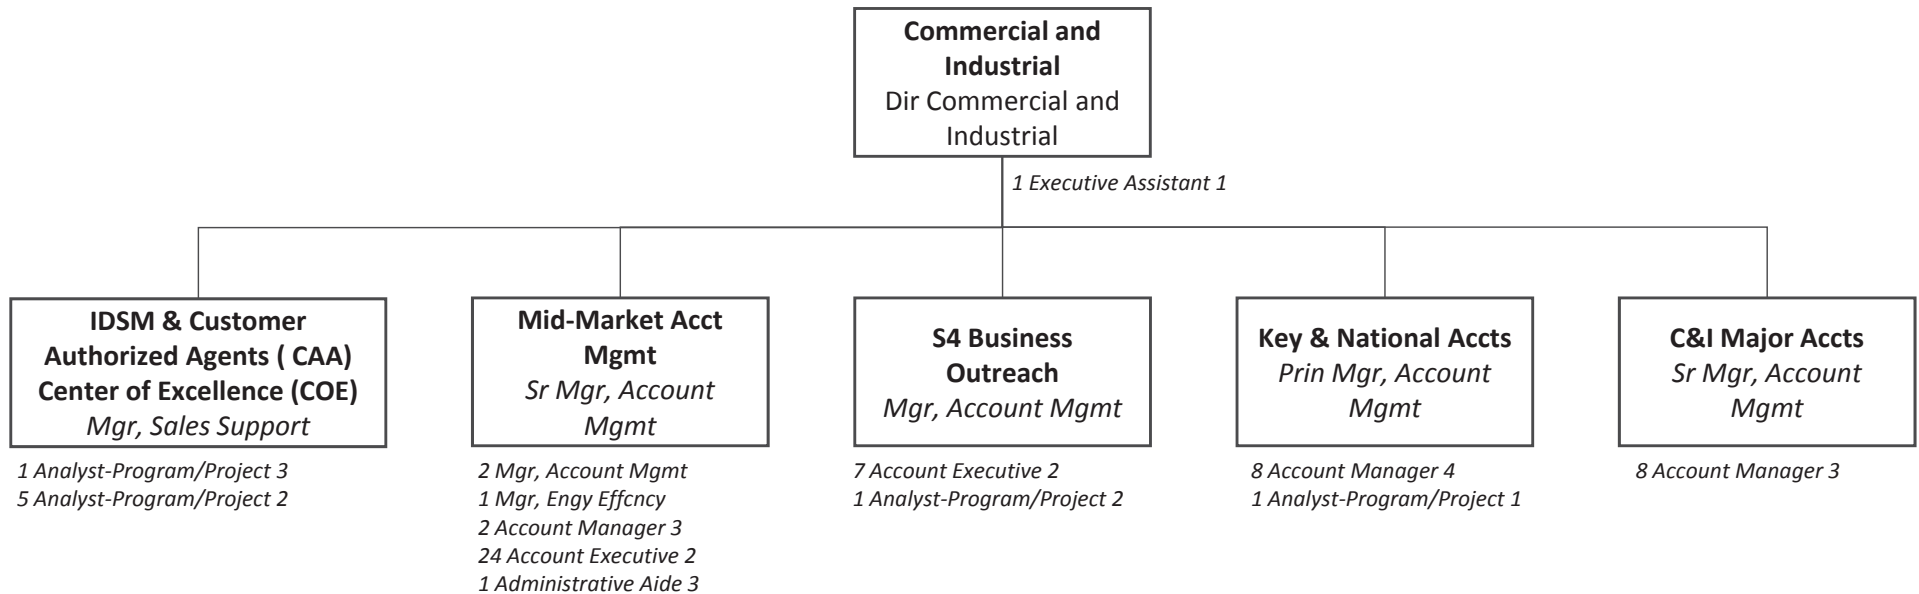 Commercial and
Industrial
Dir Commercial and
Industrial
1 Executive Assistant 1
IDSM & Customer
Authorized Agents ( CAA)
Center of Excellence (COE)
Mgr, Sales Support
1 Analyst-Program/Project 3
5 Analyst-Program/Project 2
Mid-Market Acct
Mgmt
Sr Mgr, Account
Mgmt
2 Mgr, Account Mgmt
1 Mgr, Engy Effcncy
2 Account Manager 3
24 Account Executive 2
1 Administrative Aide 3
S4 Business
Outreach
Mgr, Account Mgmt
7 Account Executive 2
1 Analyst-Program/Project 2
Key & National Accts
Prin Mgr, Account
Mgmt
8 Account Manager 4
1 Analyst-Program/Project 1
C&I Major Accts
Sr Mgr, Account
Mgmt
8 Account Manager 3